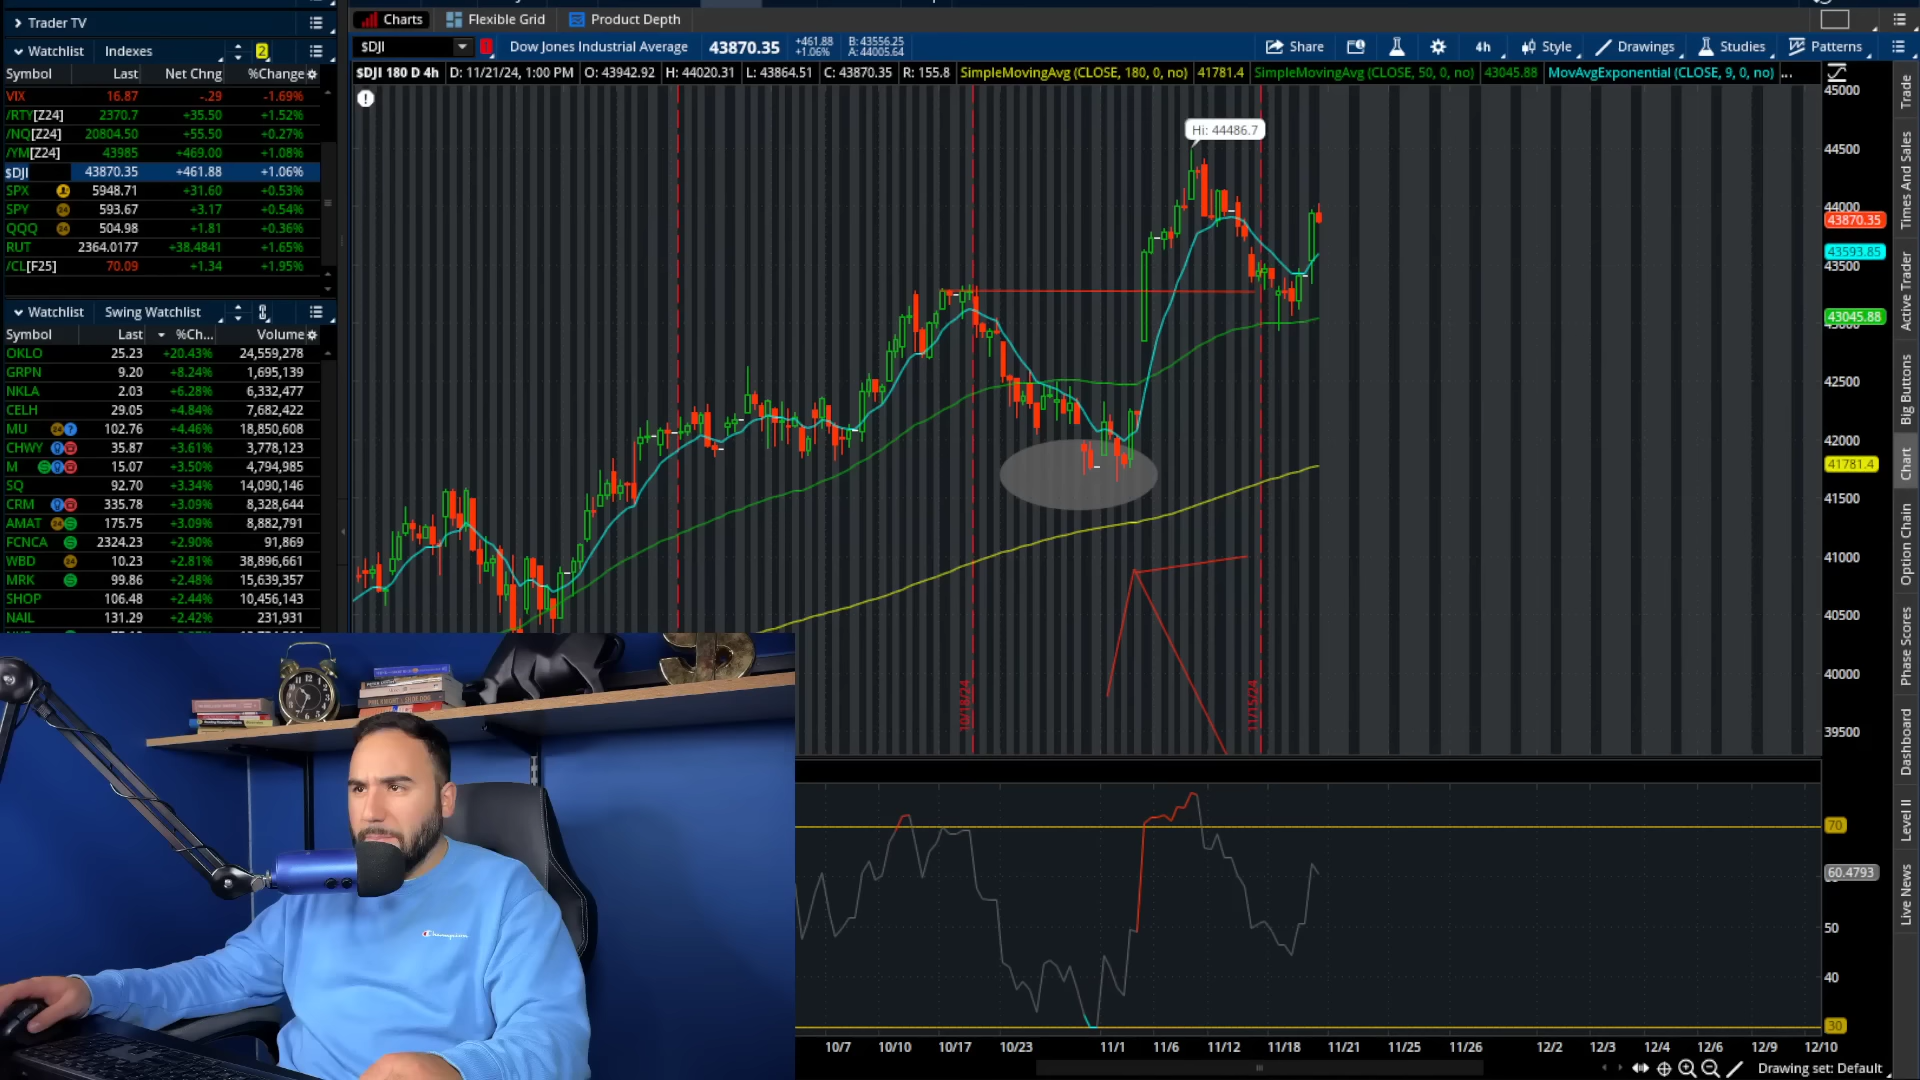 Trader TV
Charts
Flexible Grid
Product Depth
Watchlist Indexes 2
$DJI
Dow Jones Industrial Average 43870.35 +461.88 +1.06% B: 43556.25 A: 44005.64
Share 4h Style Drawings Studies Patterns
Symbol Last Net Chng %Change
$DJI 180 D 4h D: 11/21/24, 1:00 PM O: 43942.92 H: 44020.31 L: 43864.51 C: 43870.35 R: 155.8 SimpleMovingAvg (CLOSE, 180, 0, no) 41781.4 SimpleMovingAvg (CLOSE, 50, 0, no) 43045.88 MovAvgExponential (CLOSE, 9, 0, no) ...
VIX 16.87 -.29 -1.69%
/RTY[Z24] 2370.7 +35.50 +1.52%
/NQ[Z24] 20804.50 +55.50 +0.27%
/YM[Z24] 43985 +469.00 +1.08%
$DJI 43870.35 +461.88 +1.06%
SPX 5948.71 +31.60 +0.53%
SPY 593.67 +3.17 +0.54%
QQQ 504.98 +1.81 +0.36%
RUT 2364.0177 +38.4841 +1.65%
/CL[F25] 70.09 +1.34 +1.95%
Watchlist Swing Watchlist
Symbol Last %Ch... Volume
OKLO 25.23 +20.43% 24,559,278
GRPN 9.20 +8.24% 1,695,139
NKLA 2.03 +6.28% 6,332,477
CELH 29.05 +4.84% 7,682,422
MU 102.76 +4.46% 18,850,608
CHWY 35.87 +3.61% 3,778,123
M 15.07 +3.50% 4,794,985
SQ 92.70 +3.34% 14,090,146
CRM 335.78 +3.09% 8,328,644
AMAT 175.75 +3.09% 8,882,791
FCNCA 2324.23 +2.90% 91,869
WBD 10.23 +2.81% 38,896,661
MRK 99.86 +2.48% 15,639,357
SHOP 106.48 +2.44% 10,456,143
NAIL 131.29 +2.42% 231,931
Hi: 44486.7
10/18/24
11/15/24
45000
44500
44000
43870.35
43593.85
43500
43045.88
42500
42000
41781.4
41500
41000
40500
40000
39500
70
60.4793
50
40
30
10/7 10/10 10/17 10/23 11/1 11/6 11/12 11/18 11/21 11/25 11/26 12/2 12/3 12/4 12/6 12/9 12/10
Drawing set: Default
Trade
Times And Sales
Active Trader
Big Buttons
Chart
Option Chain
Phase Scores
Dashboard
Level II
Live News
Champion